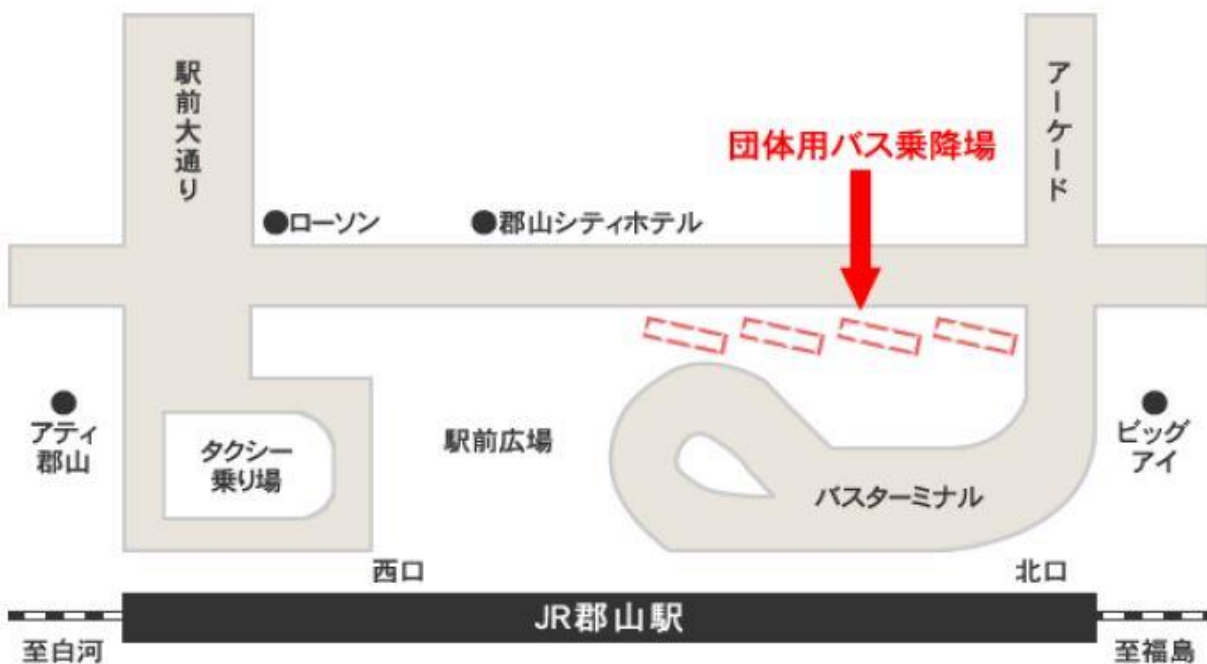 駅前大通り
アーケード
団体用バス乗降場
●ローソン
●郡山シティホテル
アティ
郡山
タクシー
乗り場
駅前広場
バスターミナル
ビッグ
アイ
西口
北口
JR郡山駅
至白河
至福島